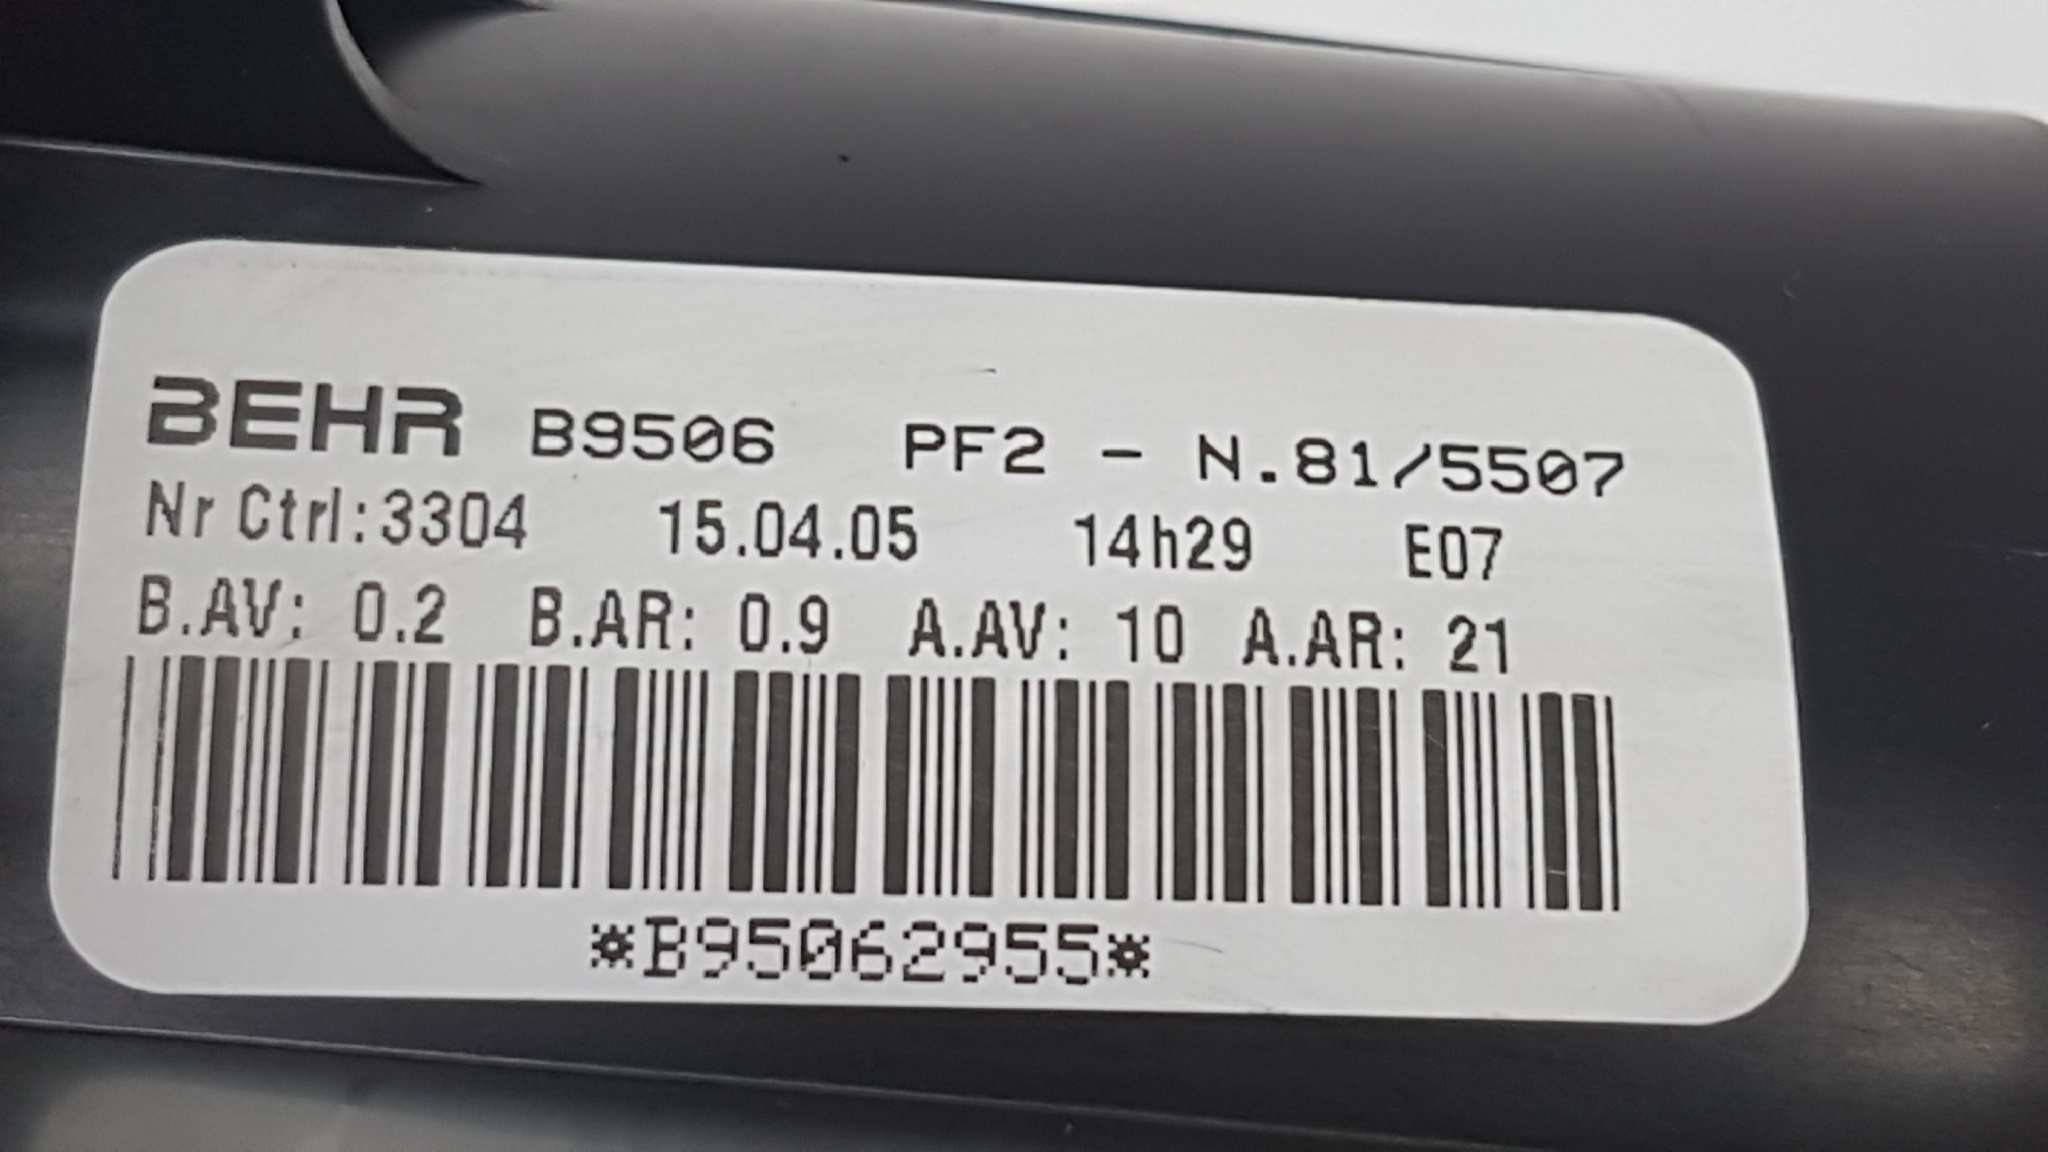 BEHR B9506 PF2 - N.81/5507
Nr Ctrl:3304 15.04.05 14h29 E07
B.AV: 0.2 B.AR: 0.9 A.AV: 10 A.AR: 21
*B95062955*